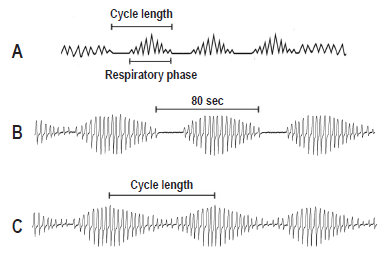 Cycle length
A
Respiratory phase
80 sec
B
Cycle length
C